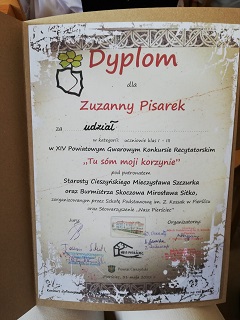 Dyplom
dla
Zuzanny Pisarek
za udział
w kategorii uczniowie klas I - III
w XIV Powiatowym Gwarowym Konkursie Recytatorskim
„Tu sóm moji korzynie”
pod patronatem
Starosty Cieszyńskiego Mieczysława Szczurka
oraz Burmistrza Skoczowa Mirosława Sitko,
zorganizowanym przez Szkołę Podstawową im. Z. Kossak w Pierśćcu
oraz Stowarzyszenie „Nasz Pierściec”
Jury:
Organizatorzy: